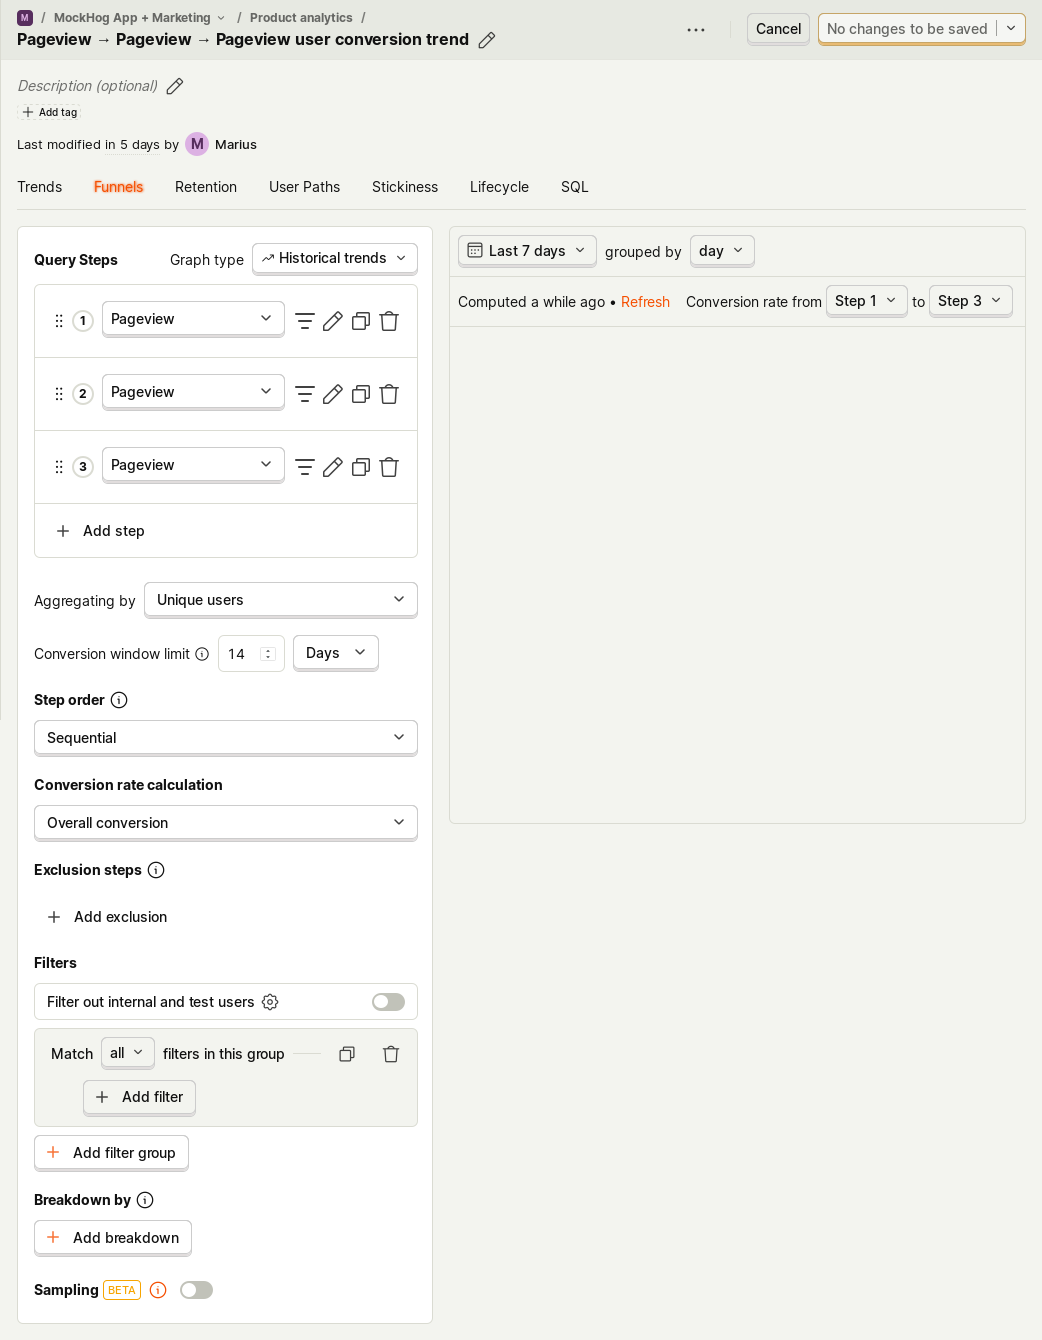 M / MockHog App + Marketing / Product analytics /
Pageview → Pageview → Pageview user conversion trend
Cancel
No changes to be saved
Description (optional)
Add tag
Last modified in 5 days by M Marius
Trends Funnels Retention User Paths Stickiness Lifecycle SQL
Query Steps
Graph type Historical trends
1 Pageview
2 Pageview
3 Pageview
Add step
Aggregating by Unique users
Conversion window limit 14 Days
Step order
Sequential
Conversion rate calculation
Overall conversion
Exclusion steps
Add exclusion
Filters
Filter out internal and test users
Match all filters in this group
Add filter
Add filter group
Breakdown by
Add breakdown
Sampling BETA
Last 7 days grouped by day
Computed a while ago • Refresh Conversion rate from Step 1 to Step 3